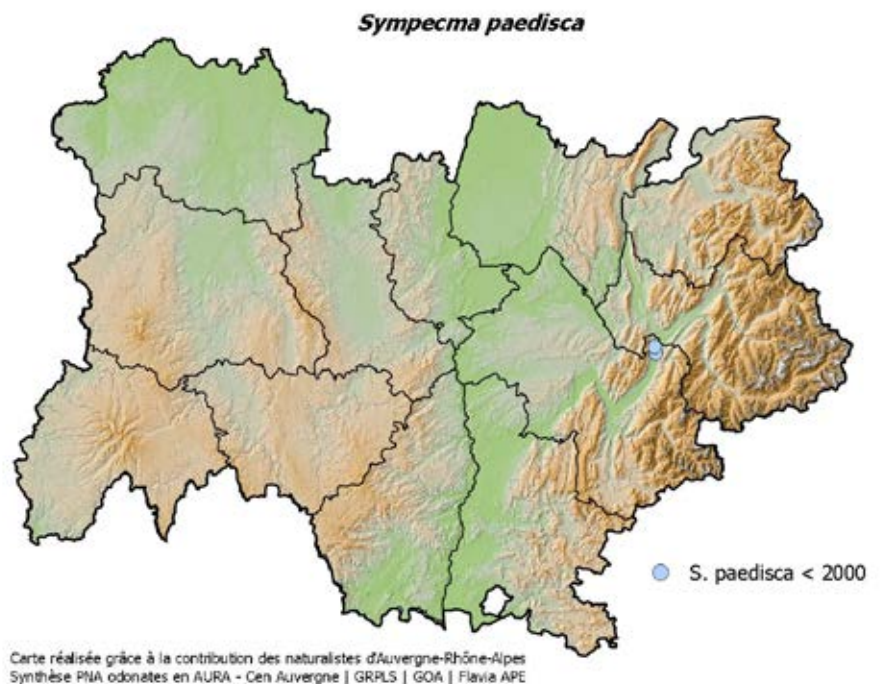 Sympecma paedisca
S. paedisca < 2000
Carte réalisée grâce à la contribution des naturalistes d'Auvergne-Rhône-Alpes
Synthèse PNA odonates en AURA - Cen Auvergne | GRPLS | GOA | Flavia APE